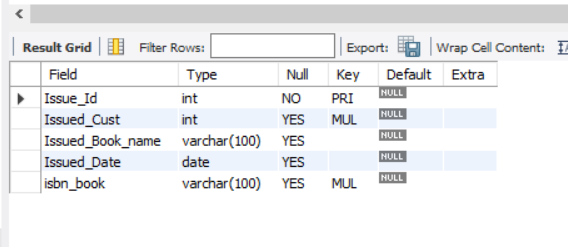 Result Grid Filter Rows: Export: Wrap Cell Content:
Field Type Null Key Default Extra
Issue_Id int NO PRI NULL
Issued_Cust int YES MUL NULL
Issued_Book_name varchar(100) YES NULL
Issued_Date date YES NULL
isbn_book varchar(100) YES MUL NULL